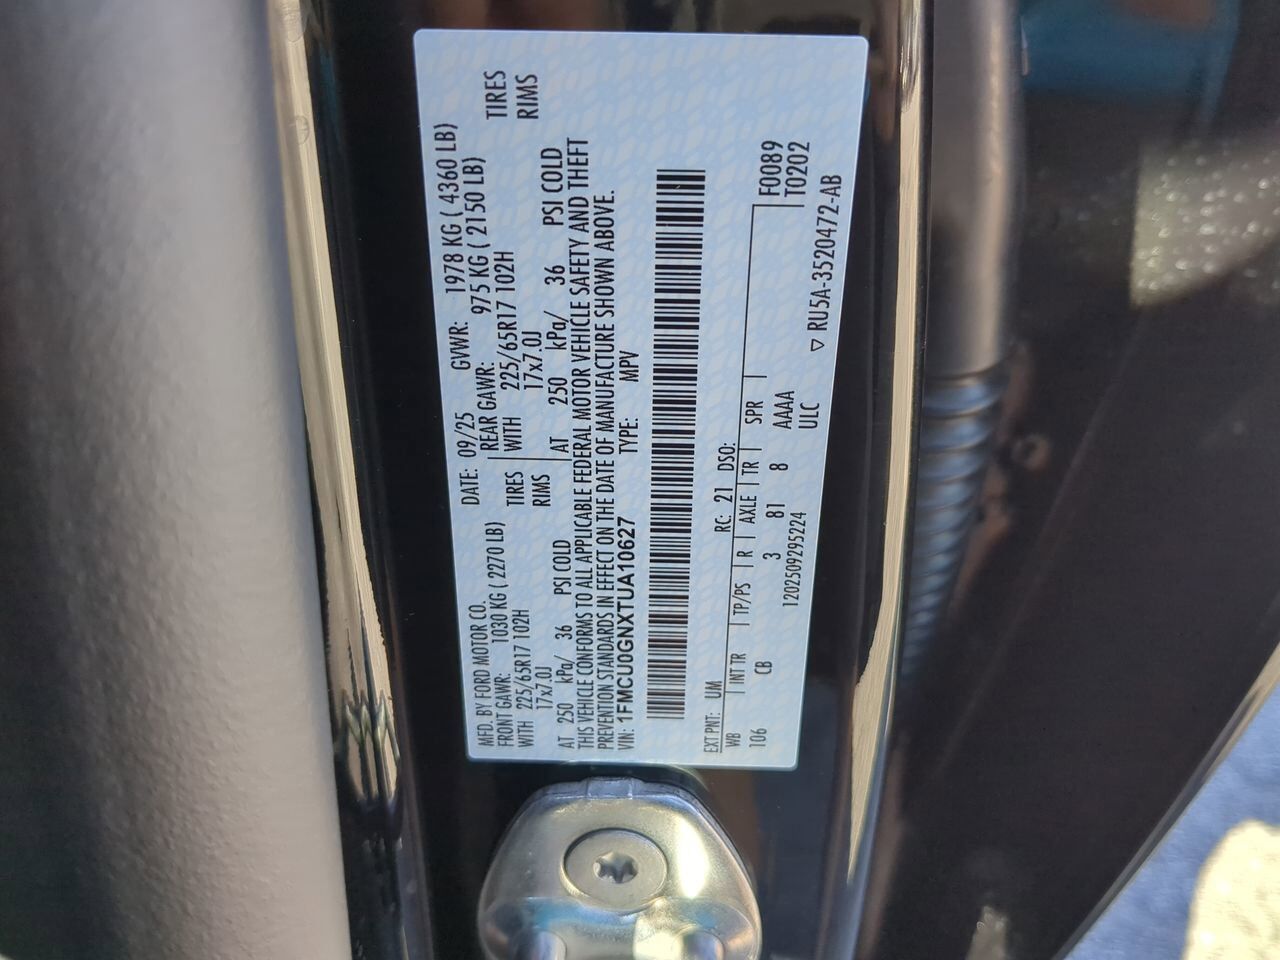 MFD. BY FORD MOTOR CO. DATE: 09/25 GVWR: 1978 KG ( 4360 LB)
FRONT GAWR: 1030 KG ( 2270 LB) REAR GAWR: 975 KG ( 2150 LB)
WITH 225/65R17 102H TIRES WITH 225/65R17 102H TIRES
17x7.0J RIMS 17x7.0J RIMS
AT 250 kPa/ 36 PSI COLD AT 250 kPa/ 36 PSI COLD
THIS VEHICLE CONFORMS TO ALL APPLICABLE FEDERAL MOTOR VEHICLE SAFETY AND THEFT
PREVENTION STANDARDS IN EFFECT ON THE DATE OF MANUFACTURE SHOWN ABOVE.
VIN: 1FMCU0GNXTUA10627 TYPE: MPV
EXT PNT: UM RC: 21 DSO:
WB INT TR TP/PS R AXLE TR SPR F0089
106 CB 3 81 8 AAAA T0202
1202509295224 ULC
▽ RU5A-3520472-AB